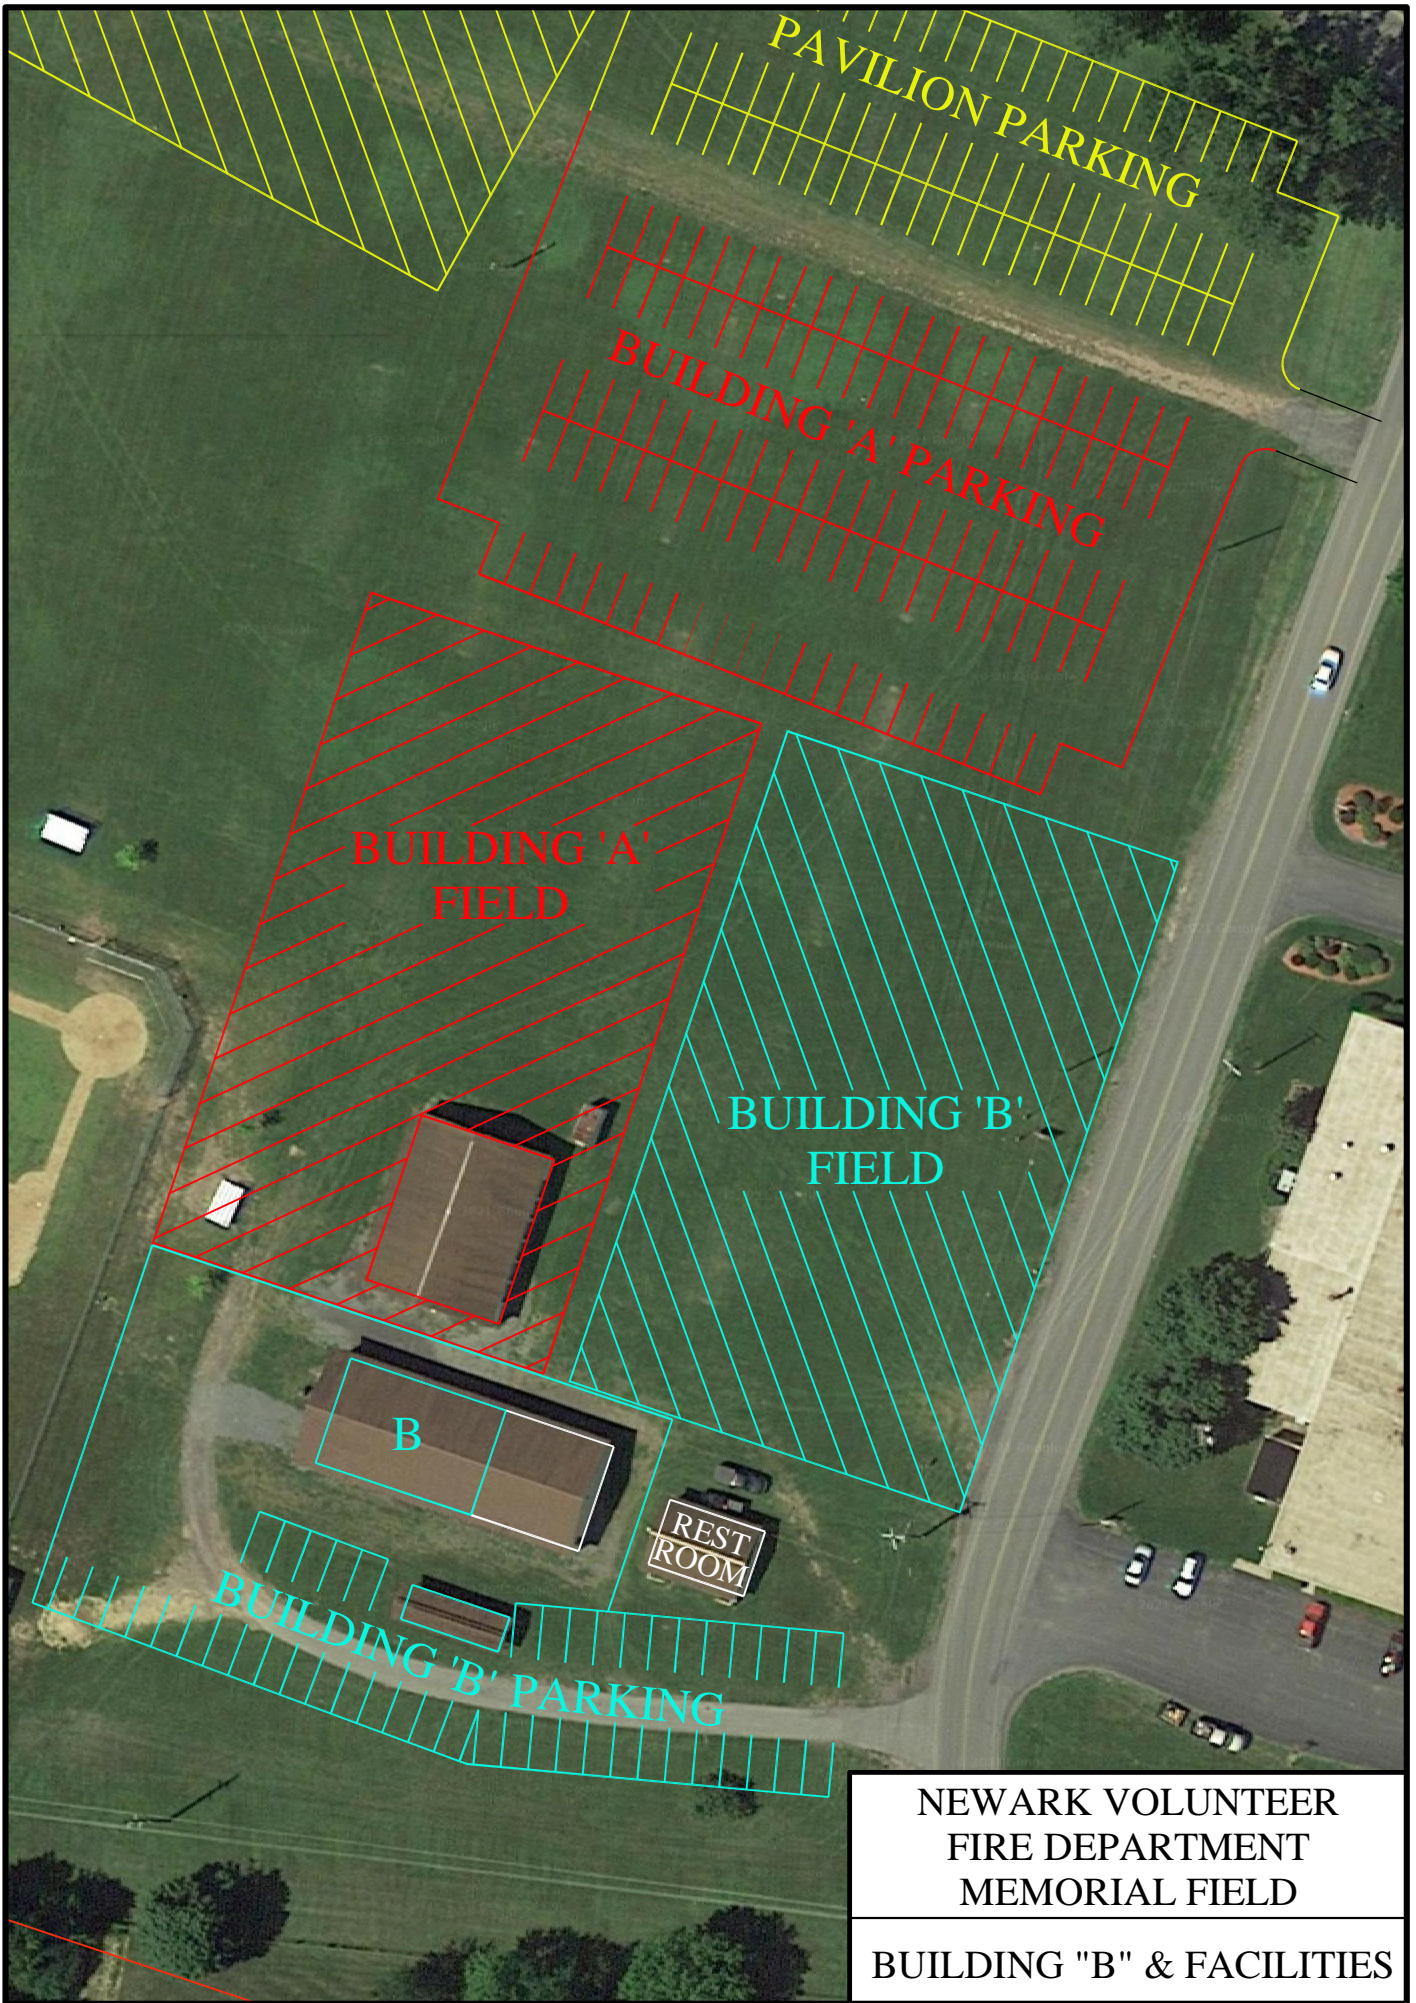 PAVILION PARKING
BUILDING 'A' PARKING
BUILDING 'A'
FIELD
BUILDING 'B'
FIELD
B
REST
ROOM
BUILDING 'B' PARKING
NEWARK VOLUNTEER
FIRE DEPARTMENT
MEMORIAL FIELD
BUILDING "B" & FACILITIES